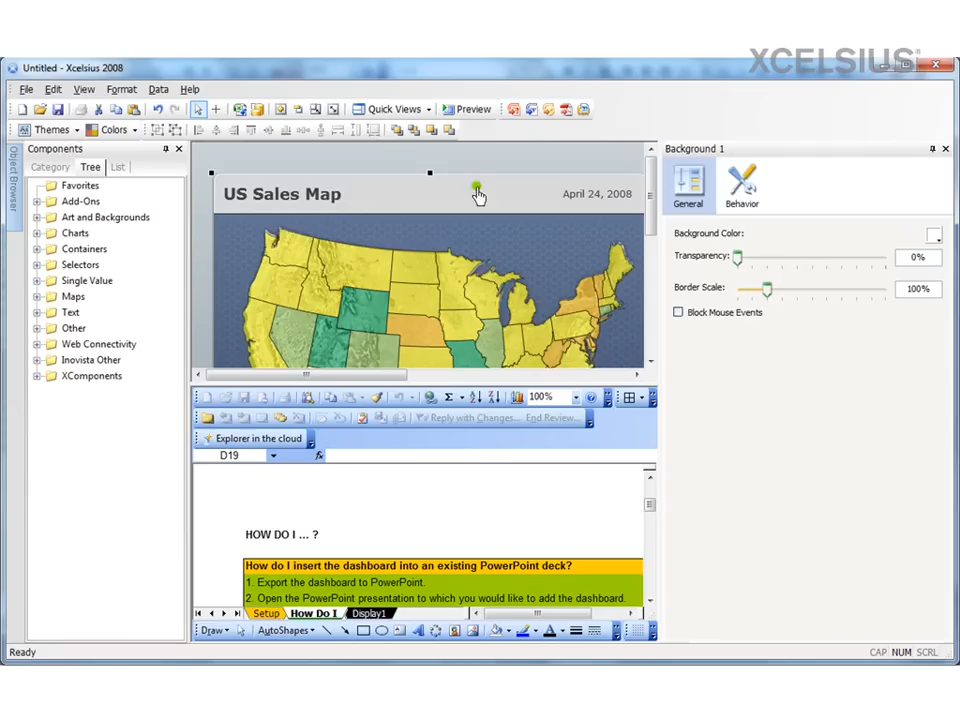 XCELSIUS
Untitled - Xcelsius 2008
File Edit View Format Data Help
Quick Views Preview
Themes Colors
Components
Category Tree List
Object Browser
Favorites
Add-Ons
Art and Backgrounds
Charts
Containers
Selectors
Single Value
Maps
Text
Other
Web Connectivity
Inovista Other
XComponents
US Sales Map
April 24, 2008
100%
Reply with Changes... End Review...
Explorer in the cloud
D19
HOW DO I ... ?
How do I insert the dashboard into an existing PowerPoint deck?
1. Export the dashboard to PowerPoint.
2. Open the PowerPoint presentation to which you would like to add the dashboard.
Setup How Do I Display1
Draw AutoShapes
Background 1
General Behavior
Background Color:
Transparency: 0%
Border Scale: 100%
Block Mouse Events
Ready
CAP NUM SCRL